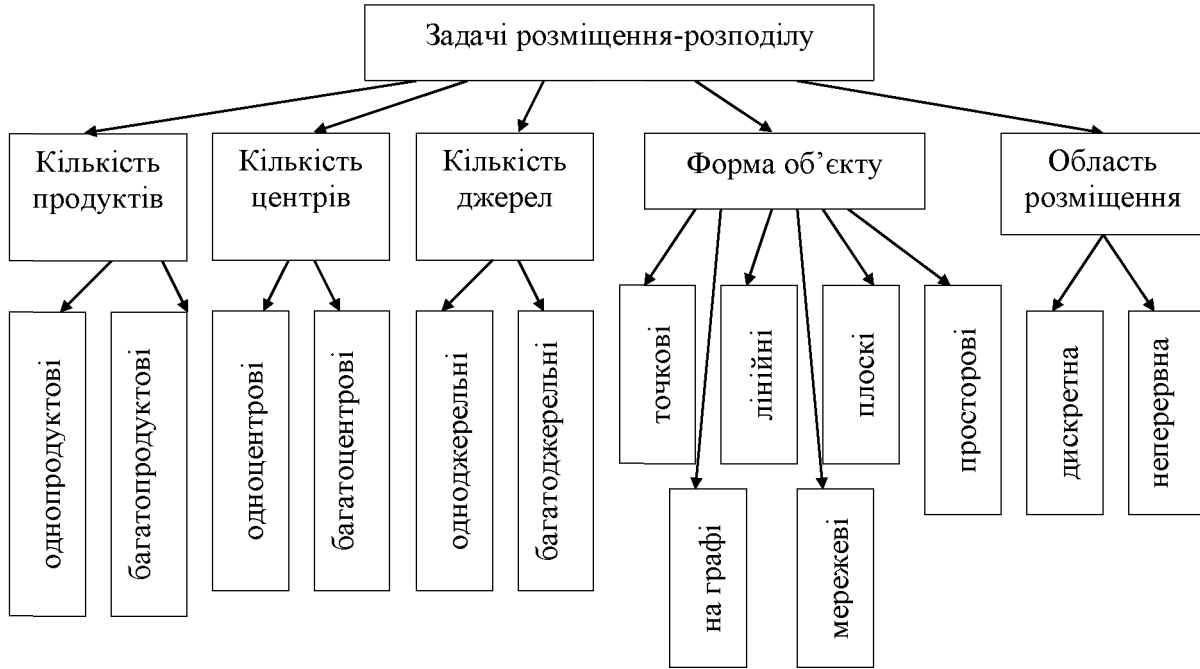 Задачі розміщення-розподілу
Кількість
продуктів
Кількість
центрів
Кількість
джерел
Форма об’єкту
Область
розміщення
однопродуктові
багатопродуктові
одноцентрові
багатоцентрові
одноджерельні
багатоджерельні
точкові
лінійні
плоскі
просторові
дискретна
неперервна
на графі
мережеві